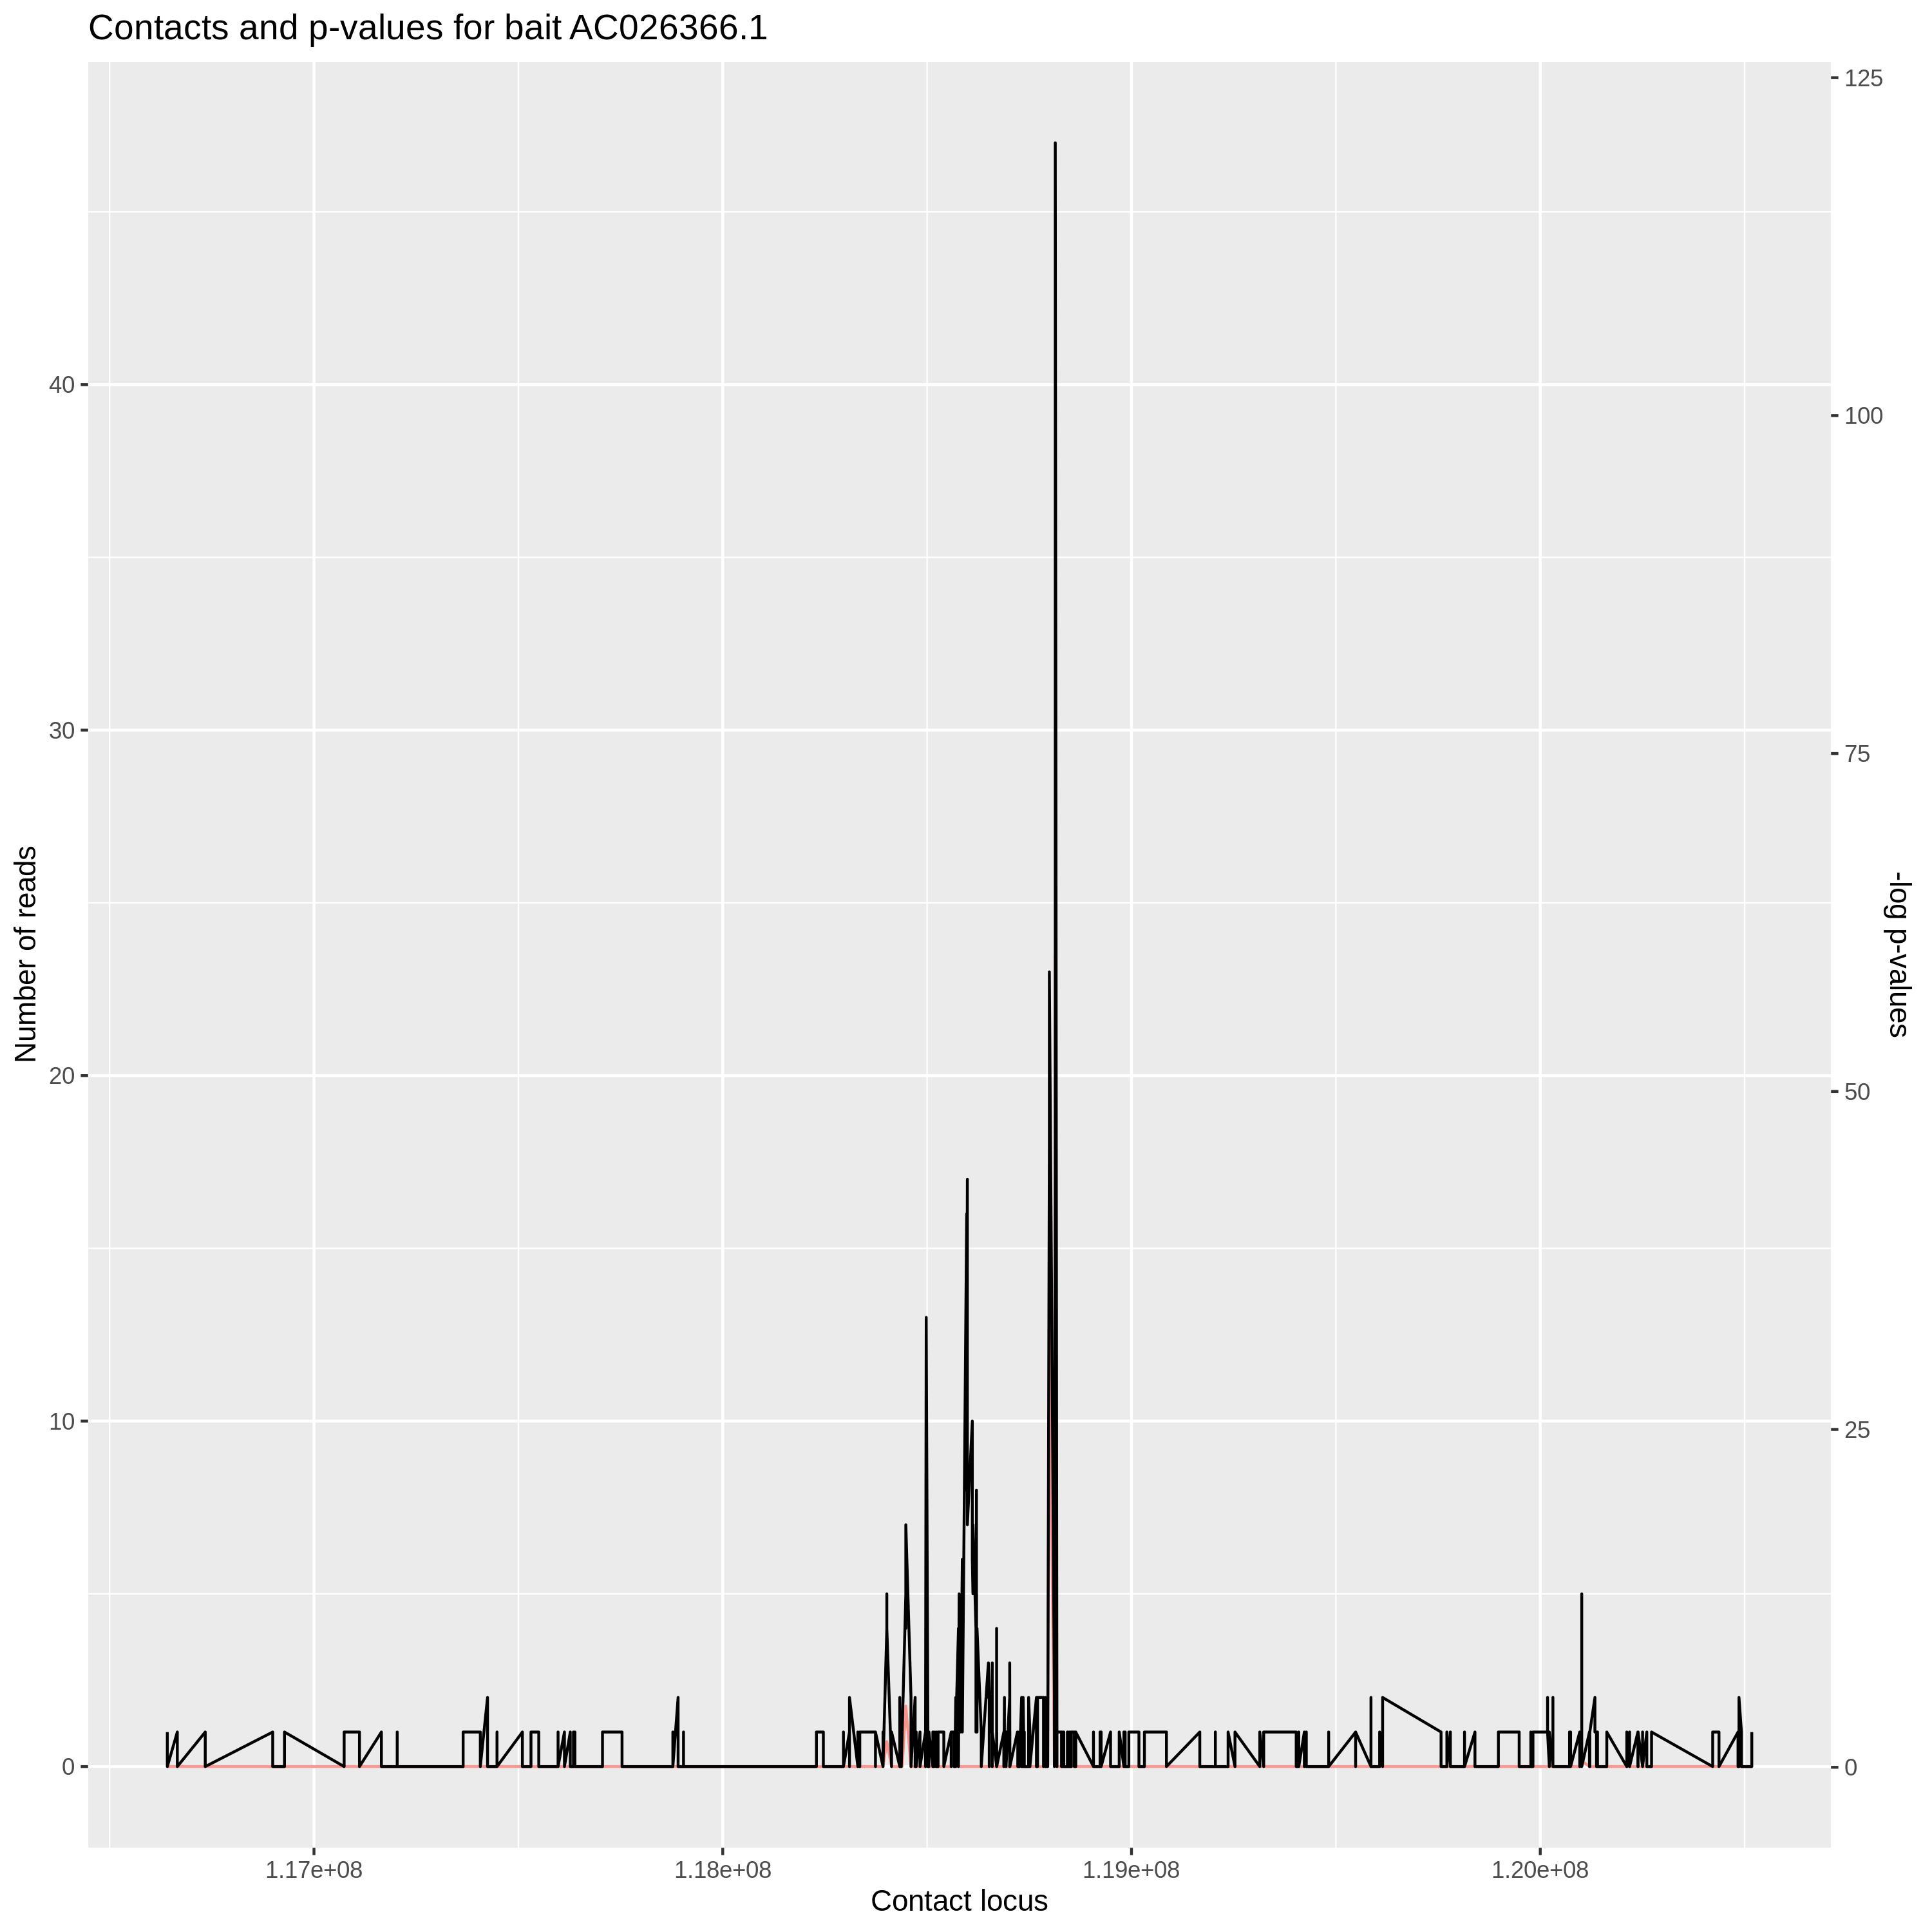 Contacts and p-values for bait AC026366.1
125
40
100
30
75
Number of reads
-log p-values
20
50
10
25
0
0
1.17e+08
1.18e+08
1.19e+08
1.20e+08
Contact locus